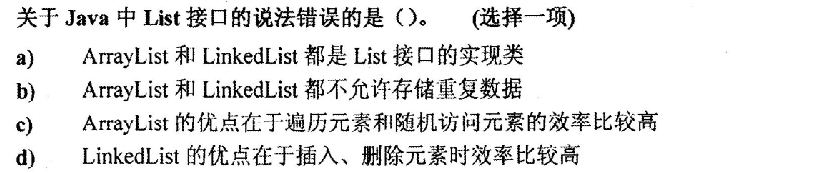 关于 Java 中 List 接口的说法错误的是（）。 (选择一项)
a) ArrayList 和 LinkedList 都是 List 接口的实现类
b) ArrayList 和 LinkedList 都不允许存储重复数据
c) ArrayList 的优点在于遍历元素和随机访问元素的效率比较高
d) LinkedList 的优点在于插入、删除元素时效率比较高